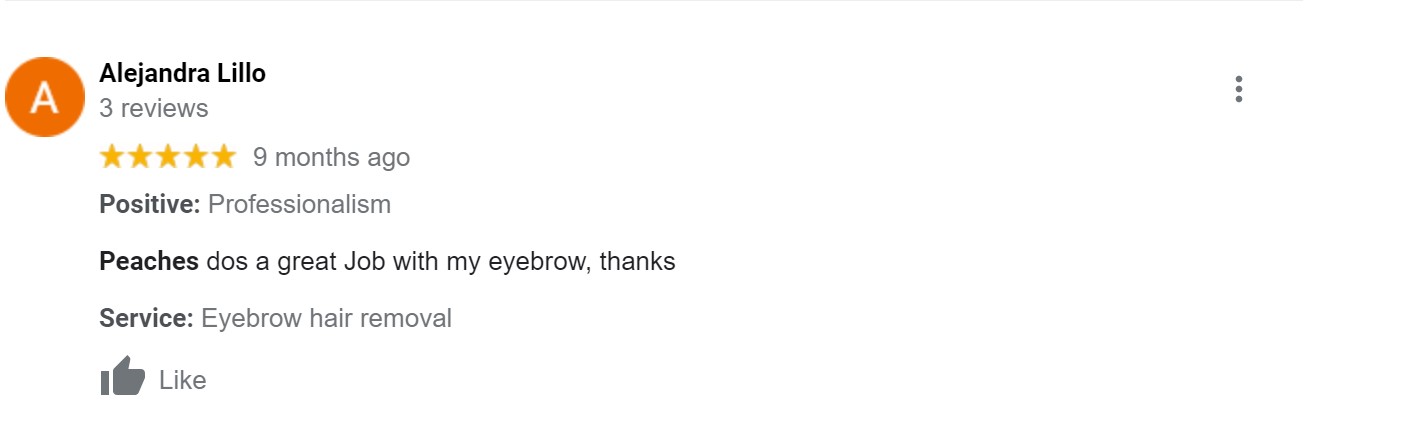 A
Alejandra Lillo
3 reviews
9 months ago
Positive: Professionalism
Peaches dos a great Job with my eyebrow, thanks
Service: Eyebrow hair removal
Like